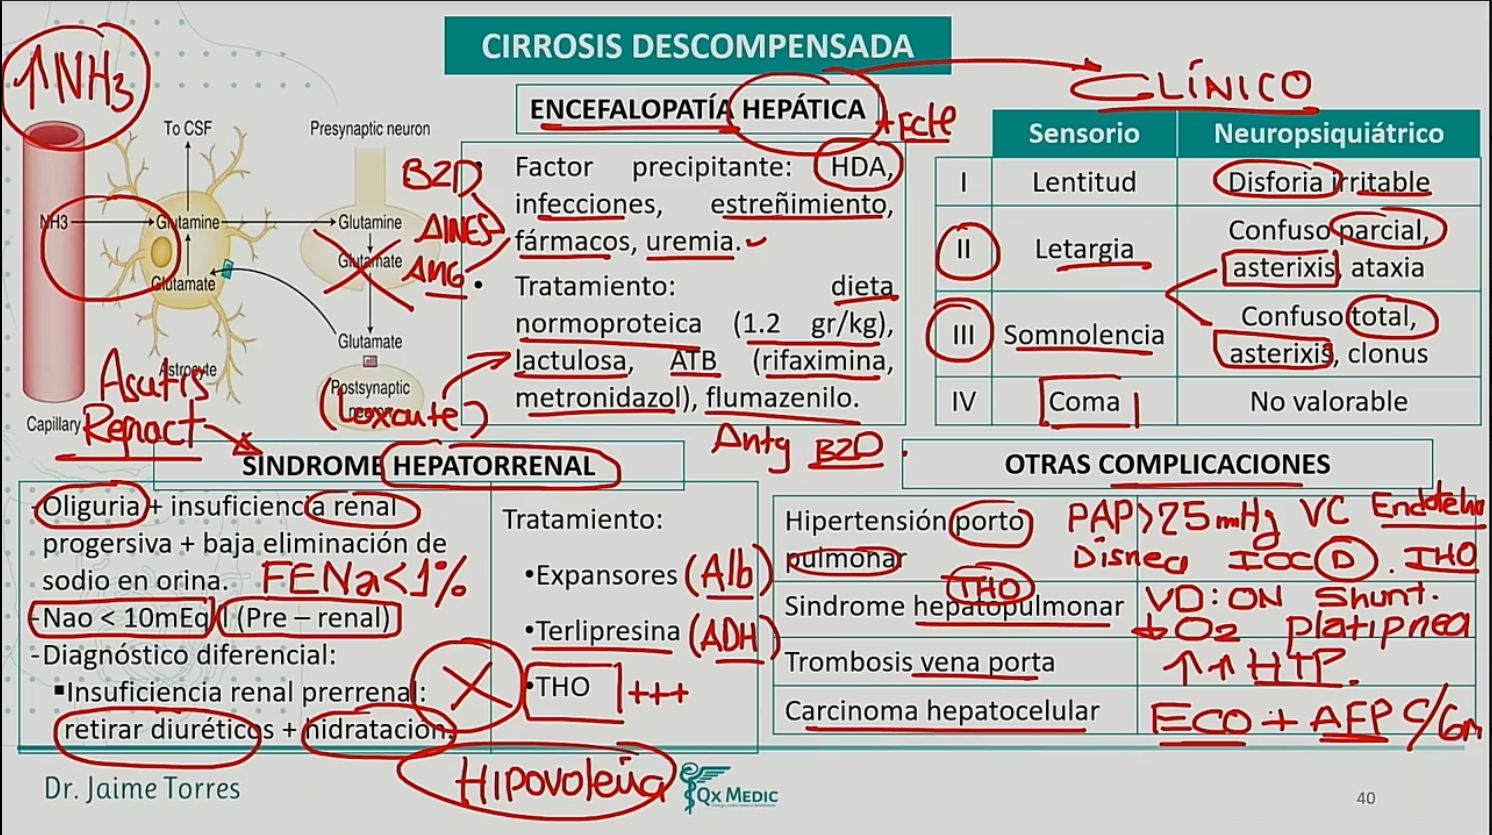 CIRROSIS DESCOMPENSADA
↑NH3
To CSF
Presynaptic neuron
NH3
Glutamine
Glutamine
Glutamate
Glutamate
Glutamate
Astrocyte
Postsynaptic
Capillary
BZD
AINES
ANG
(Laxante)
Ascitis
Refract
ENCEFALOPATÍA HEPÁTICA
+ Fcte
• Factor precipitante: HDA,
infecciones, estreñimiento,
fármacos, uremia.
• Tratamiento: dieta
normoproteica (1.2 gr/kg),
lactulosa, ATB (rifaximina,
metronidazol), flumazenilo.
Antg BZD.
CLÍNICO
Sensorio Neuropsiquiátrico
I Lentitud Disforia irritable
II Letargia Confuso parcial,
asterixis, ataxia
III Somnolencia Confuso total,
asterixis, clonus
IV Coma No valorable
SINDROME HEPATORRENAL
-Oliguria + insuficiencia renal
progersiva + baja eliminación de
sodio en orina. FENa<1%
-Nao < 10mEq/l (Pre – renal)
-Diagnóstico diferencial:
▪Insuficiencia renal prerrenal:
retirar diuréticos + hidratación.
Tratamiento:
•Expansores (Alb)
•Terlipresina (ADH)
•THO +++
HIPOVOLEMIA
OTRAS COMPLICACIONES
Hipertensión porto
pulmonar
PAP>25mmHg VC Endotelio
Disnea ICC D. THO
THO
Sindrome hepatopulmonar
VD: ON Shunt.
↓O2 platipnea
Trombosis vena porta ↑↑HTP.
Carcinoma hepatocelular ECO + AFP c/6m
Dr. Jaime Torres
QX MEDIC
40